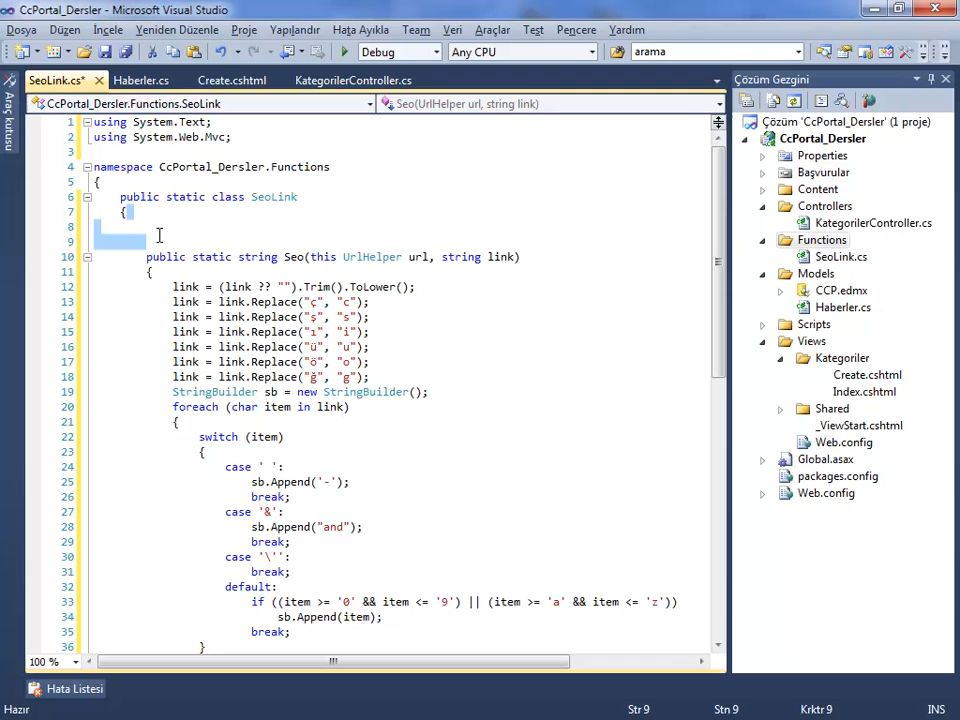 CcPortal_Dersler - Microsoft Visual Studio
Dosya Düzen İncele Yeniden Düzenle Proje Yapılandır Hata Ayıkla Team Veri Araçlar Test Pencere Yardım
Debug Any CPU arama
SeoLink.cs* Haberler.cs Create.cshtml KategorilerController.cs
CcPortal_Dersler.Functions.SeoLink Seo(UrlHelper url, string link)
Araç kutusu
1 using System.Text;
2 using System.Web.Mvc;
3
4 namespace CcPortal_Dersler.Functions
5 {
6 public static class SeoLink
7 {
8
9
10 public static string Seo(this UrlHelper url, string link)
11 {
12 link = (link ?? "").Trim().ToLower();
13 link = link.Replace("ç", "c");
14 link = link.Replace("ş", "s");
15 link = link.Replace("ı", "i");
16 link = link.Replace("ü", "u");
17 link = link.Replace("ö", "o");
18 link = link.Replace("ğ", "g");
19 StringBuilder sb = new StringBuilder();
20 foreach (char item in link)
21 {
22 switch (item)
23 {
24 case ' ':
25 sb.Append('-');
26 break;
27 case '&':
28 sb.Append("and");
29 break;
30 case '\'':
31 break;
32 default:
33 if ((item >= '0' && item <= '9') || (item >= 'a' && item <= 'z'))
34 sb.Append(item);
35 break;
36 }
100 %
Çözüm Gezgini
Çözüm 'CcPortal_Dersler' (1 proje)
CcPortal_Dersler
Properties
Başvurular
Content
Controllers
KategorilerController.cs
Functions
SeoLink.cs
Models
CCP.edmx
Haberler.cs
Scripts
Views
Kategoriler
Create.cshtml
Index.cshtml
Shared
_ViewStart.cshtml
Web.config
Global.asax
packages.config
Web.config
Hata Listesi
Hazır Str 9 Stn 9 Krktr 9 INS